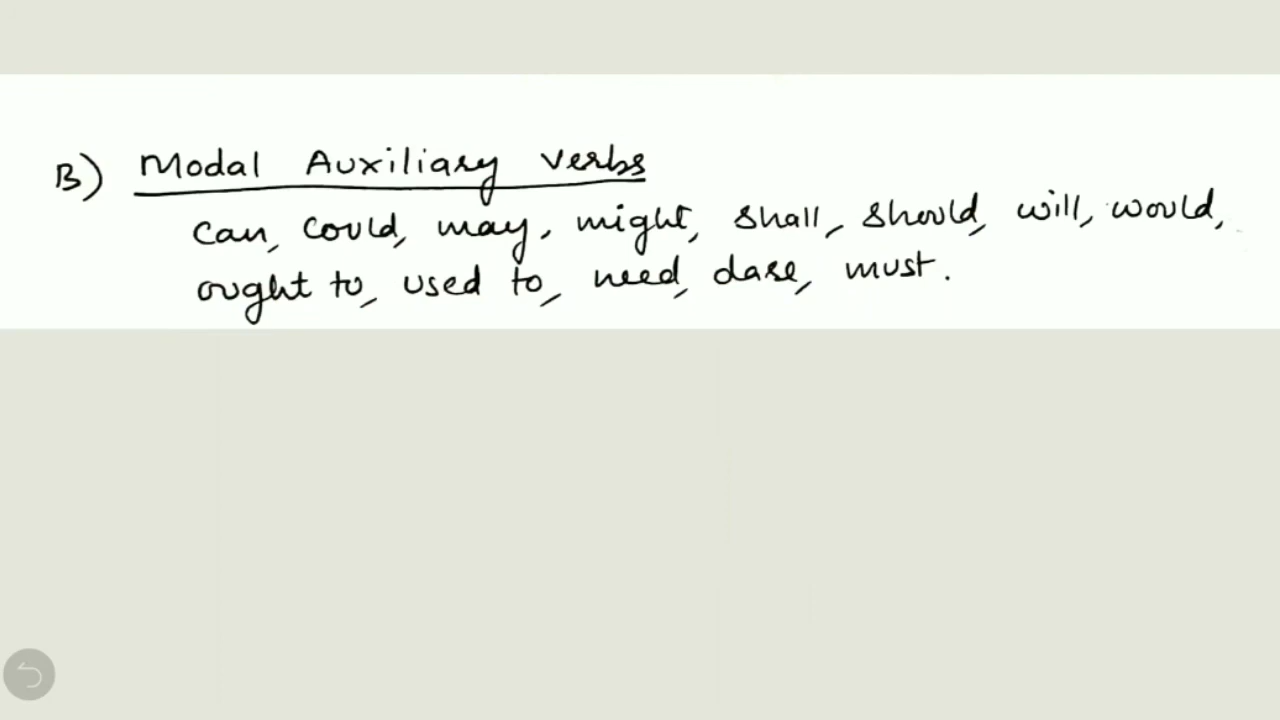 B) Modal Auxiliary Verbs
can, could, may, might, shall, should, will, would,
ought to, used to, need, dare, must.